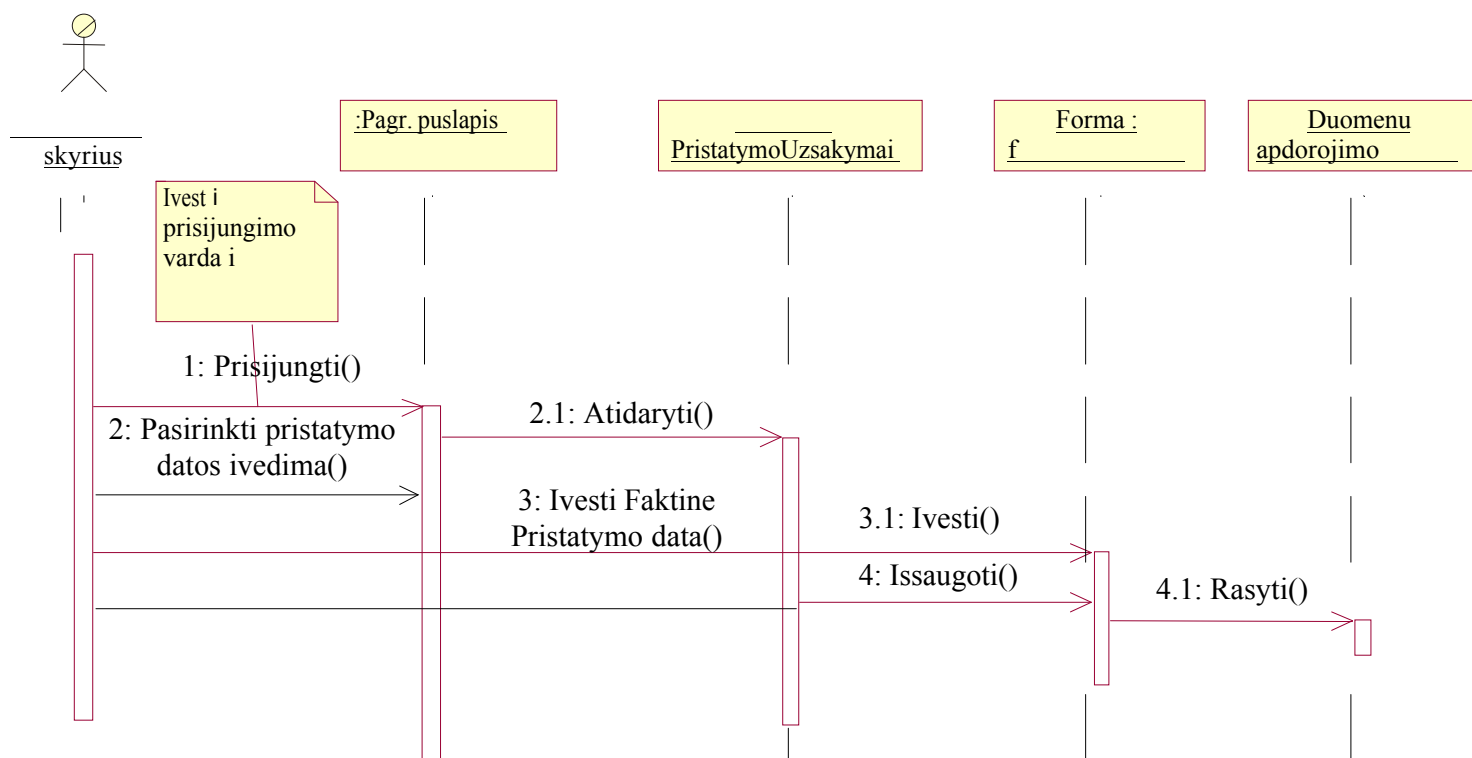 skyrius
:Pagr. puslapis
PristatymoUzsakymai
Forma :
f
Duomenu
apdorojimo
Ivest i
prisijungimo
varda i
1: Prisijungti()
2: Pasirinkti pristatymo
datos ivedima()
2.1: Atidaryti()
3: Ivesti Faktine
Pristatymo data()
3.1: Ivesti()
4: Issaugoti()
4.1: Rasyti()